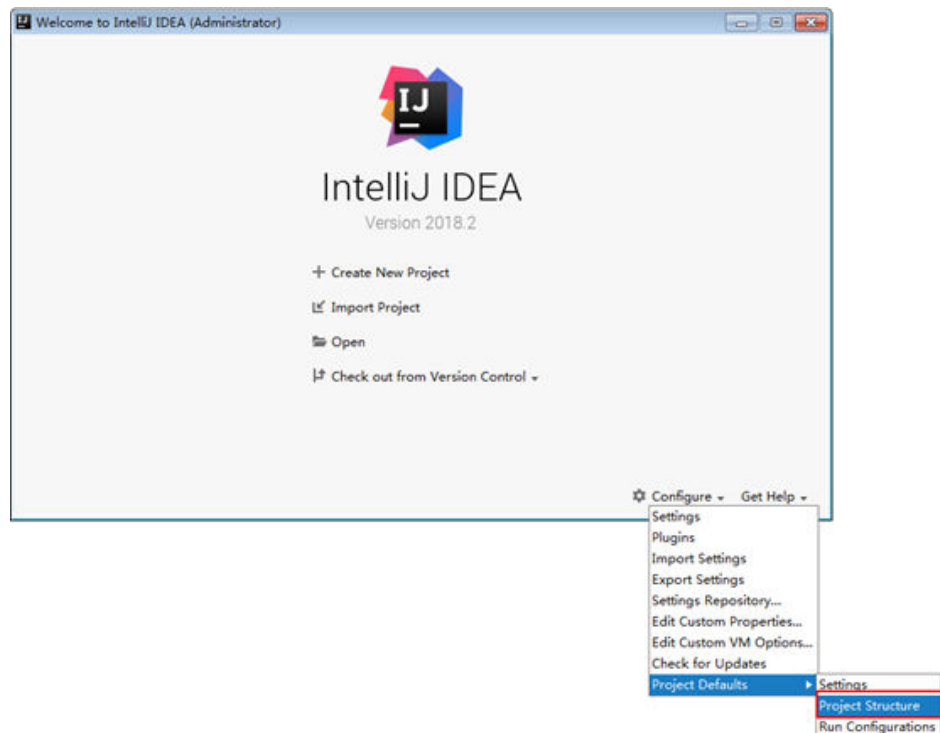 Welcome to IntelliJ IDEA (Administrator)
IJ
IntelliJ IDEA
Version 2018.2
Create New Project
Import Project
Open
Check out from Version Control
Configure Get Help
Settings
Plugins
Import Settings
Export Settings
Settings Repository...
Edit Custom Properties...
Edit Custom VM Options...
Check for Updates
Project Defaults Settings
Project Structure
Run Configurations